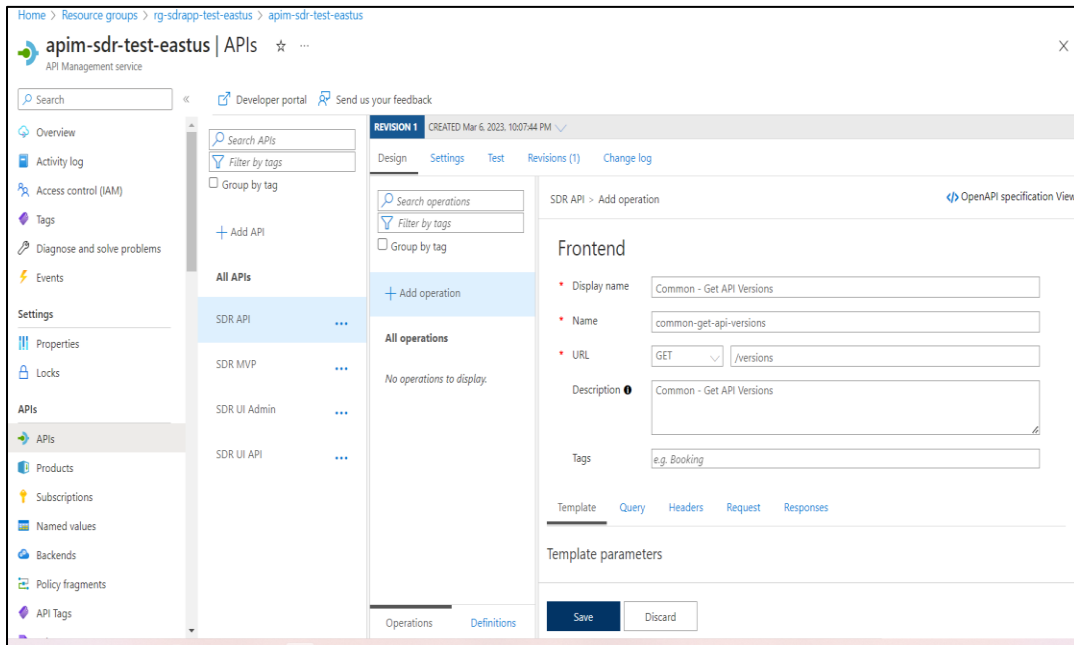 Home > Resource groups > rg-sdrapp-test-eastus > apim-sdr-test-eastus
apim-sdr-test-eastus | APIs
API Management service
Search
Overview
Activity log
Access control (IAM)
Tags
Diagnose and solve problems
Events
Settings
Properties
Locks
APIs
APIs
Products
Subscriptions
Named values
Backends
Policy fragments
API Tags
Developer portal
Send us your feedback
Search APIs
Filter by tags
Group by tag
+ Add API
All APIs
SDR API
SDR MVP
SDR UI Admin
SDR UI API
REVISION 1 CREATED Mar 6, 2023, 10:07:44 PM
Design Settings Test Revisions (1) Change log
Search operations
Filter by tags
Group by tag
+ Add operation
All operations
No operations to display.
Operations Definitions
SDR API > Add operation
OpenAPI specification View
Frontend
* Display name Common - Get API Versions
* Name common-get-api-versions
* URL GET /versions
Description Common - Get API Versions
Tags e.g. Booking
Template Query Headers Request Responses
Template parameters
Save Discard